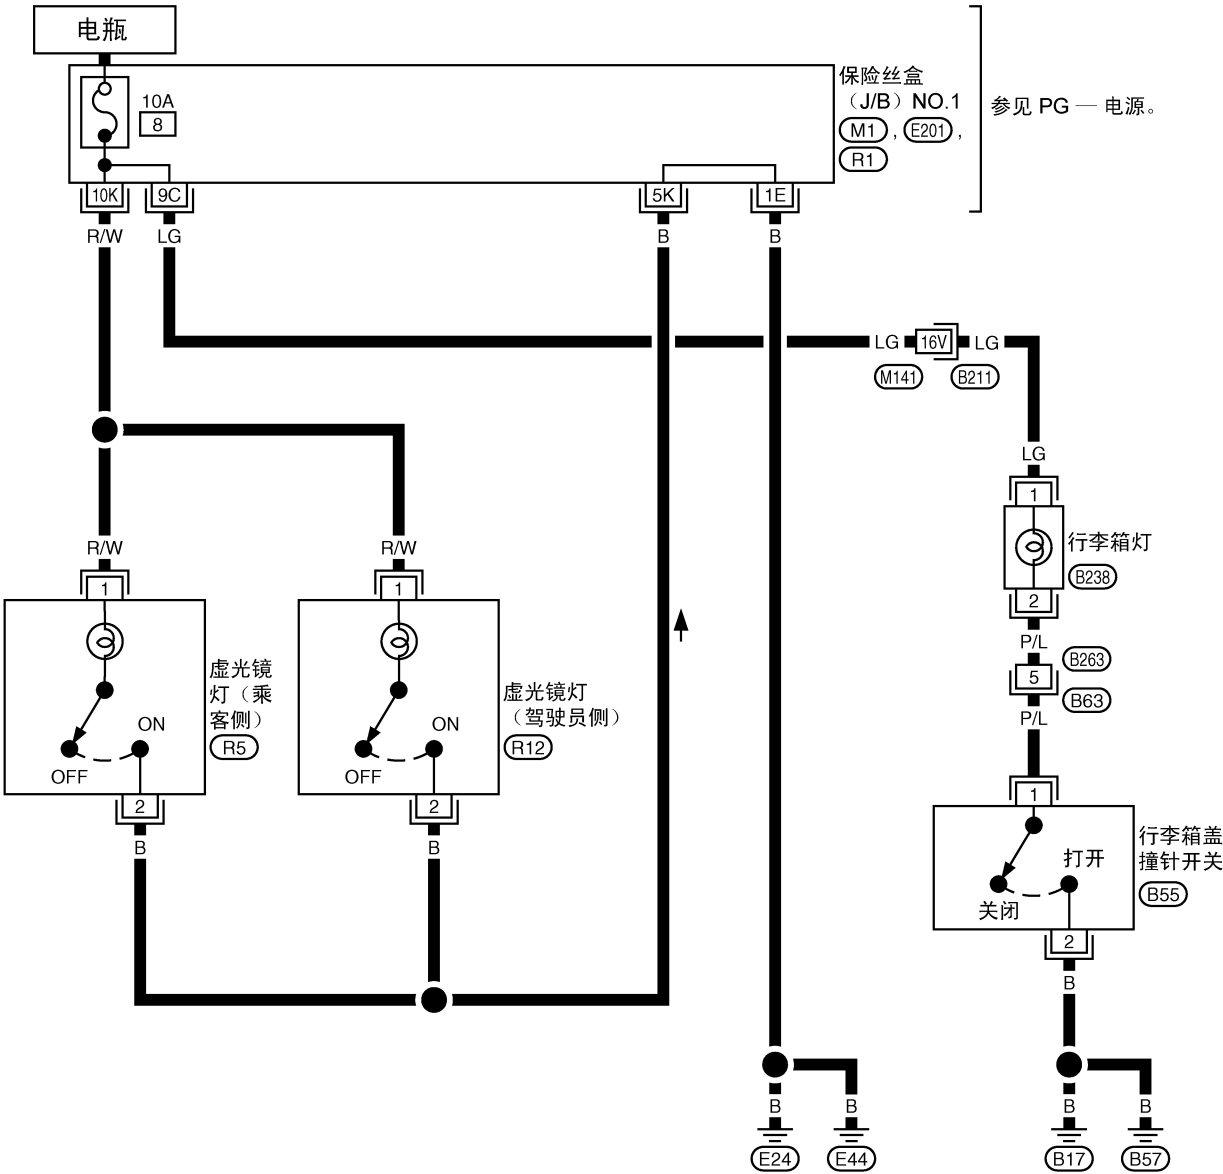 电瓶
10A
8
保险丝盒
（J/B）NO.1
M1 , E201 ,
R1
参见 PG — 电源。
10K
9C
5K
1E
R/W
LG
B
B
LG
16V
LG
M141
B211
LG
1
行李箱灯
B238
2
P/L
B263
5
B63
P/L
R/W
R/W
1
1
虚光镜
灯（乘
客侧）
R5
ON
OFF
虚光镜灯
（驾驶员侧）
R12
ON
OFF
2
2
B
B
1
行李箱盖
撞针开关
B55
打开
关闭
2
B
B
B
B
B
E24
E44
B17
B57